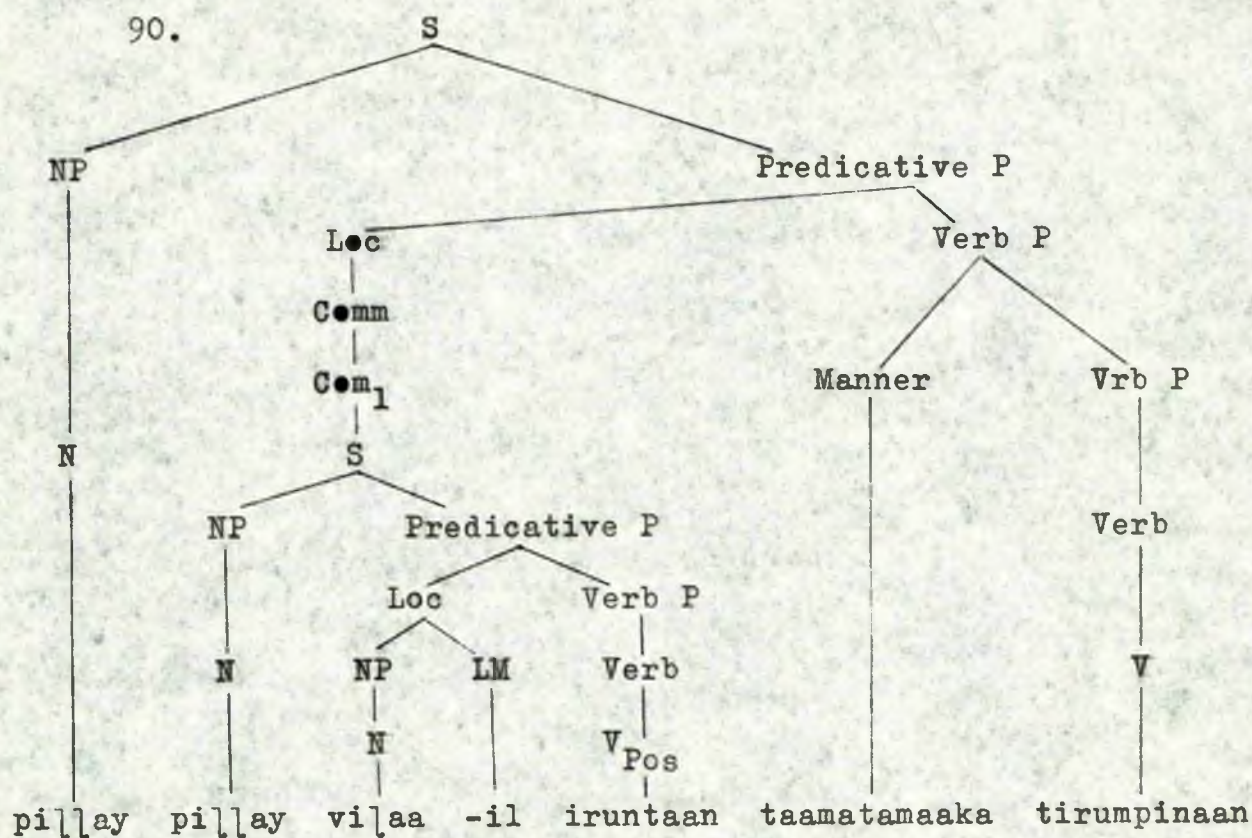 90.
S
NP Predicative P
Loc Verb P
Comm
Com1 Manner Vrb P
N S
NP Predicative P Verb
Loc Verb P
N NP LM Verb V
N VPos
piḷḷay piḷḷay viḷaa -il iruntaan taamatamaaka tirumpinaan